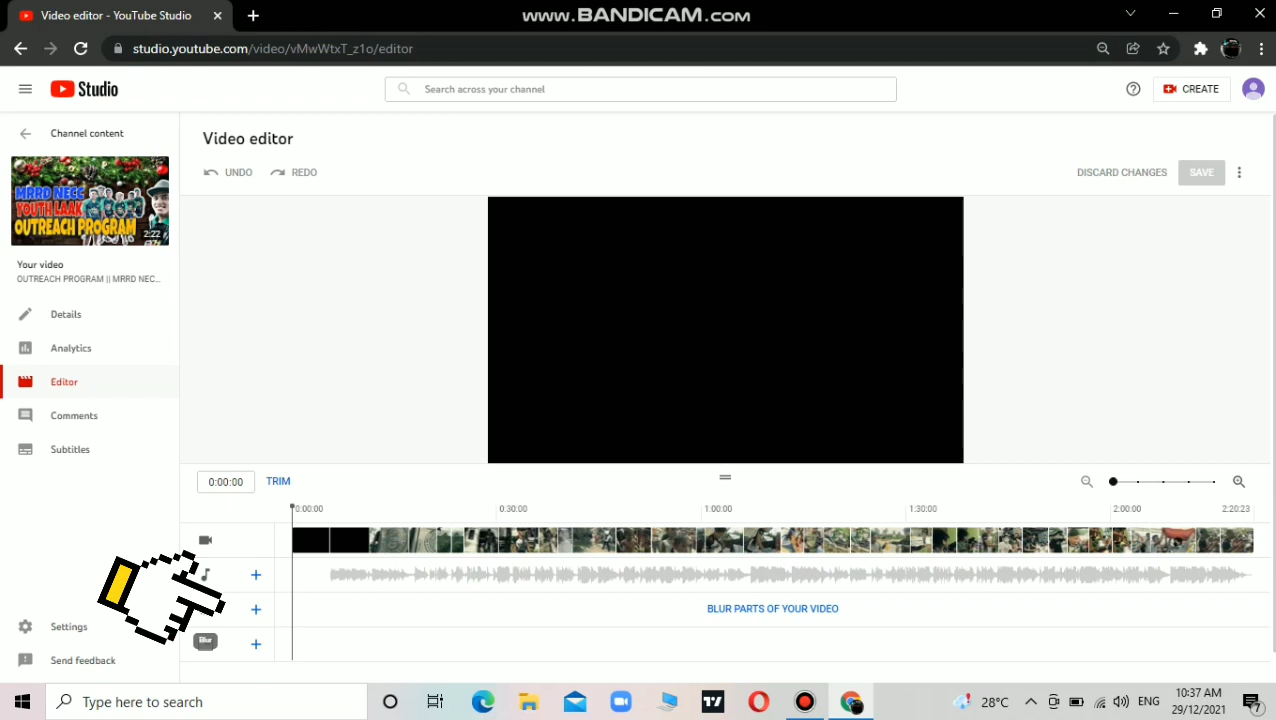 Video editor - YouTube Studio
www.BANDICAM.com
studio.youtube.com/video/vMwWtxT_z1o/editor
Studio
Search across your channel
CREATE
Channel content
Video editor
UNDO
REDO
DISCARD CHANGES
SAVE
MRRD NECC
YOUTH LAAK
OUTREACH PROGRAM
2:22
Your video
OUTREACH PROGRAM || MRRD NEC...
Details
Analytics
Editor
Comments
Subtitles
0:00:00
TRIM
0:00:00
0:30:00
1:00:00
1:30:00
2:00:00
2:20:23
BLUR PARTS OF YOUR VIDEO
Blur
Settings
Send feedback
Type here to search
28°C
ENG
10:37 AM
29/12/2021
7